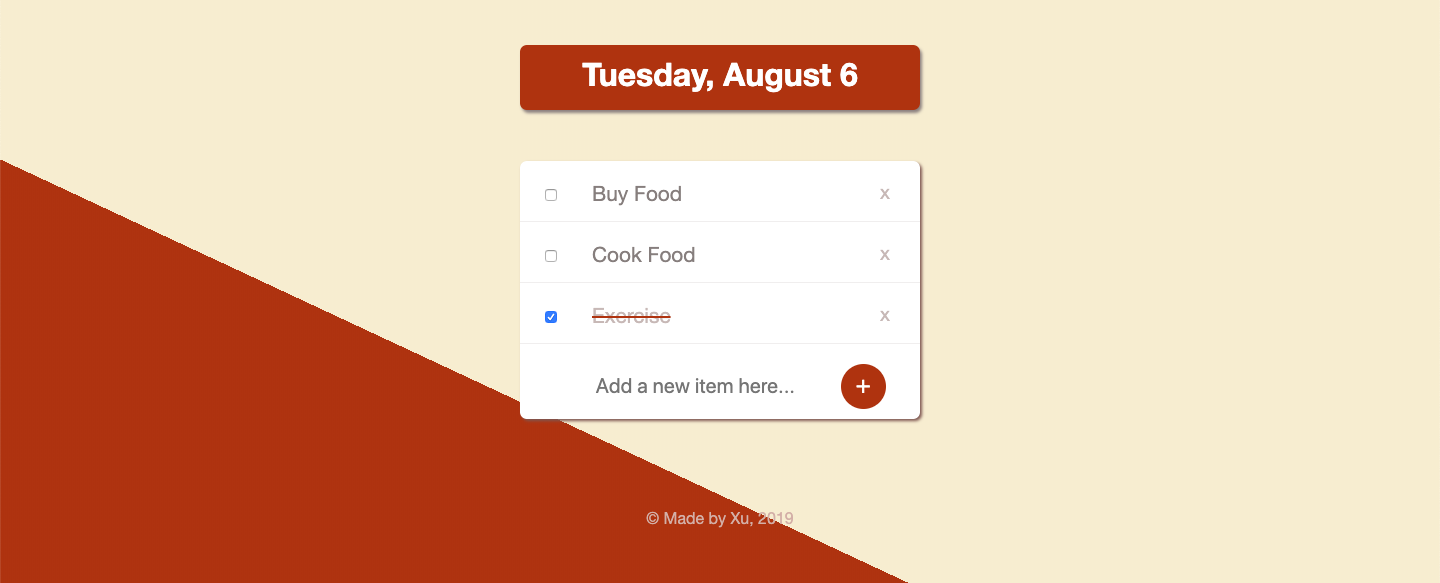 Tuesday, August 6
Buy Food x
Cook Food x
Exercise x
Add a new item here... +
© Made by Xu, 2019